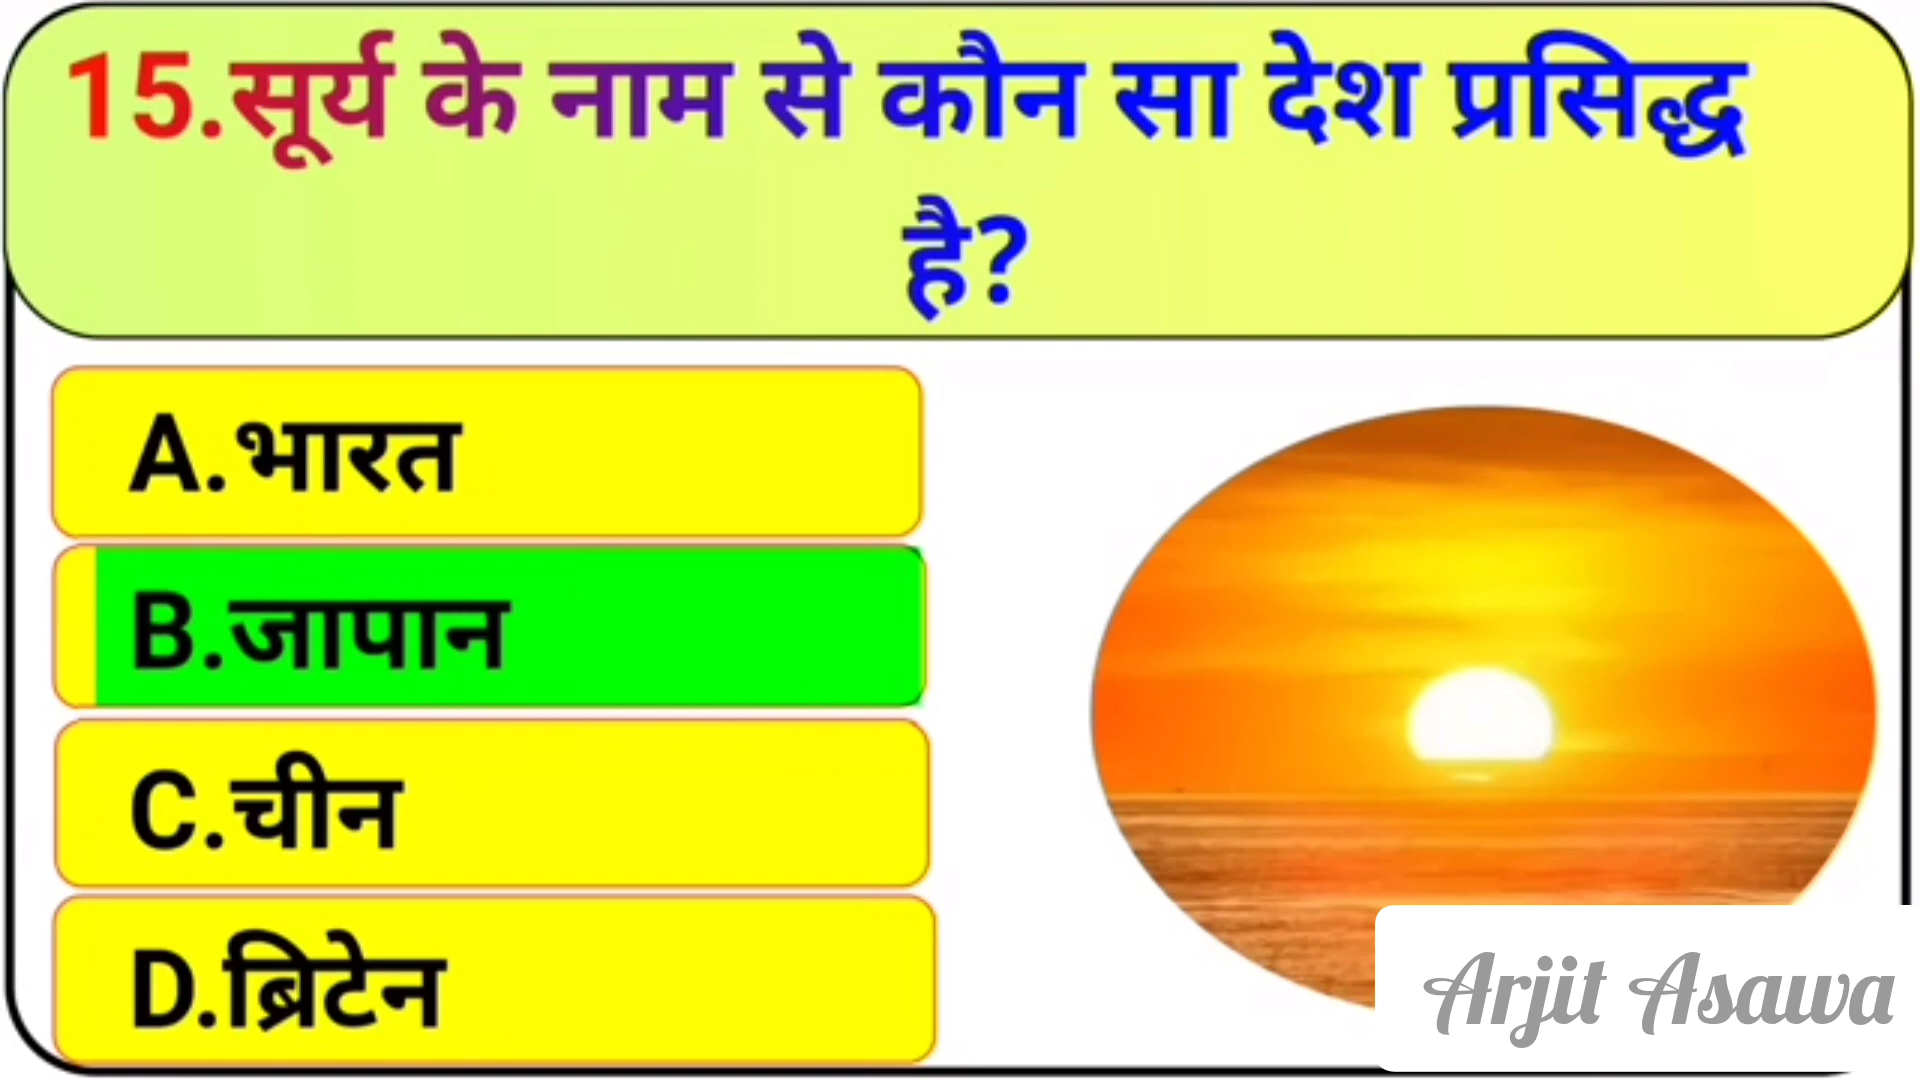 15.सूर्य के नाम से कौन सा देश प्रसिद्ध
है?
A.भारत
B.जापान
C.चीन
D.ब्रिटेन
Arjit Asawa